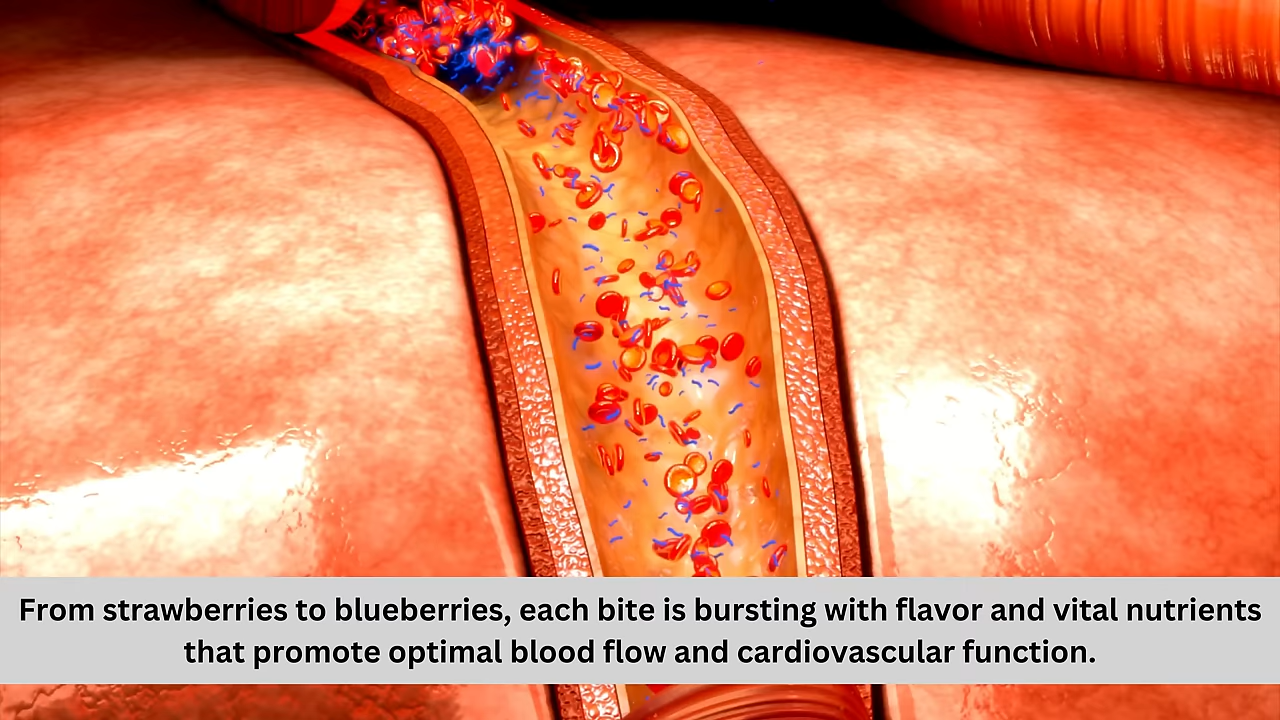 From strawberries to blueberries, each bite is bursting with flavor and vital nutrients
that promote optimal blood flow and cardiovascular function.